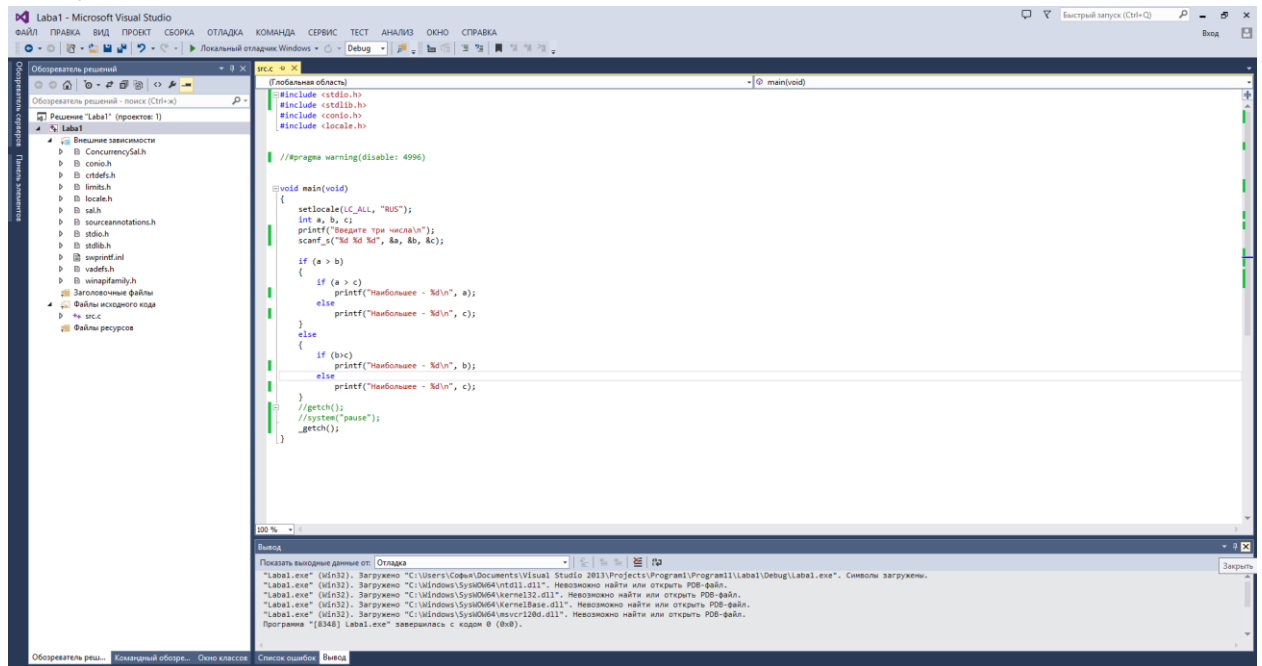 Laba1 - Microsoft Visual Studio
Быстрый запуск (Ctrl+Q)
ФАЙЛ ПРАВКА ВИД ПРОЕКТ СБОРКА ОТЛАДКА КОМАНДА СЕРВИС ТЕСТ АНАЛИЗ ОКНО СПРАВКА
Вход
Локальный отладчик Windows Debug
Обозреватель серверов
Панель элементов
Обозреватель решений
Обозреватель решений - поиск (Ctrl+ж)
Решение "Laba1" (проектов: 1)
Laba1
Внешние зависимости
ConcurrencySal.h
conio.h
crtdefs.h
limits.h
locale.h
sal.h
sourceannotations.h
stdio.h
stdlib.h
swprintf.inl
vadefs.h
winapifamily.h
Заголовочные файлы
Файлы исходного кода
src.c
Файлы ресурсов
Обозреватель реш... Командный обозре... Окно классов
src.c
(Глобальная область)
main(void)
#include <stdio.h>
#include <stdlib.h>
#include <conio.h>
#include <locale.h>
//#pragma warning(disable: 4996)
void main(void)
{
setlocale(LC_ALL, "RUS");
int a, b, c;
printf("Введите три числа\n");
scanf_s("%d %d %d", &a, &b, &c);
if (a > b)
{
if (a > c)
printf("Наибольшее - %d\n", a);
else
printf("Наибольшее - %d\n", c);
}
else
{
if (b>c)
printf("Наибольшее - %d\n", b);
else
printf("Наибольшее - %d\n", c);
}
//getch();
//system("pause");
_getch();
}
100 %
Вывод
Показать выходные данные от: Отладка
Закрыть
"Laba1.exe" (Win32). Загружено "C:\Users\Софья\Documents\Visual Studio 2013\Projects\Program1\Program11\Laba1\Debug\Laba1.exe". Символы загружены.
"Laba1.exe" (Win32). Загружено "C:\Windows\SysWOW64\ntdll.dll". Невозможно найти или открыть PDB-файл.
"Laba1.exe" (Win32). Загружено "C:\Windows\SysWOW64\kernel32.dll". Невозможно найти или открыть PDB-файл.
"Laba1.exe" (Win32). Загружено "C:\Windows\SysWOW64\KernelBase.dll". Невозможно найти или открыть PDB-файл.
"Laba1.exe" (Win32). Загружено "C:\Windows\SysWOW64\msvcr120d.dll". Невозможно найти или открыть PDB-файл.
Программа "[8348] Laba1.exe" завершилась с кодом 0 (0x0).
Список ошибок Вывод